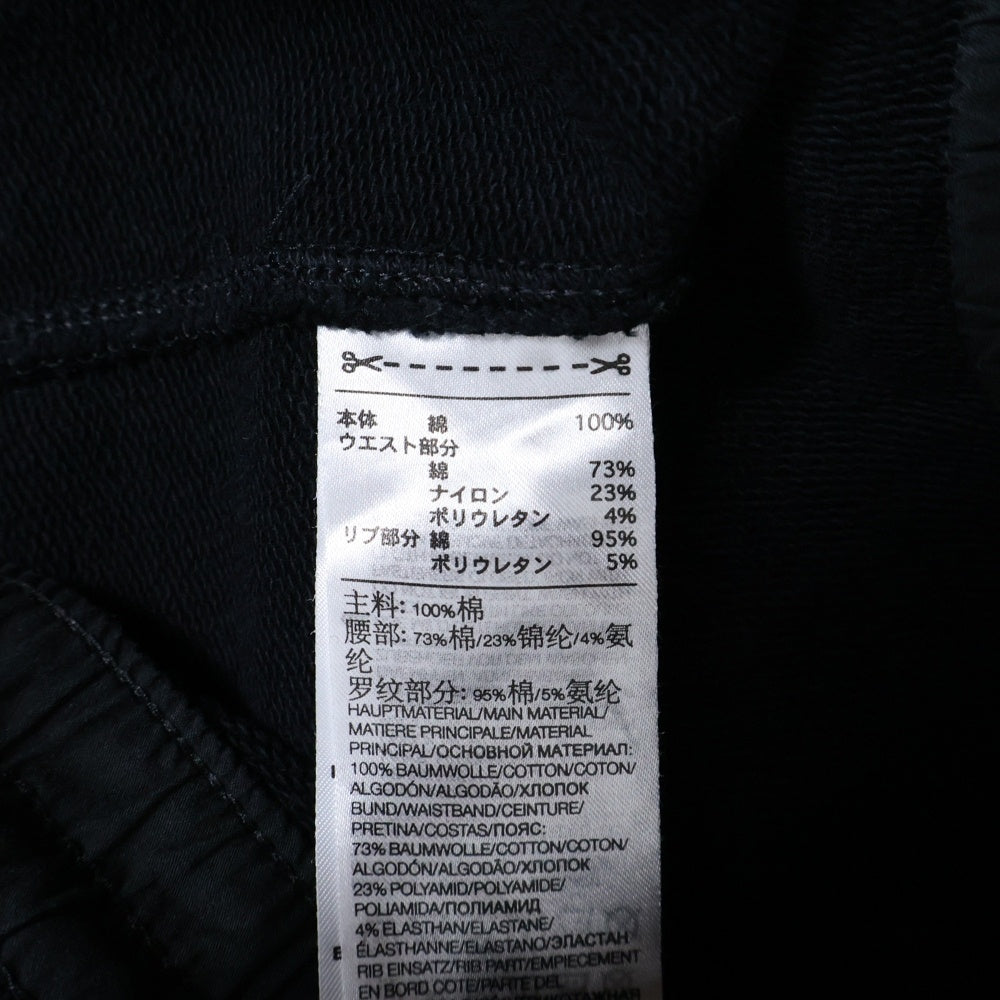 本体 綿 100%
ウエスト部分
綿 73%
ナイロン 23%
ポリウレタン 4%
リブ部分 綿 95%
ポリウレタン 5%
主料: 100%棉
腰部: 73%棉/23%锦纶/4%氨
纶
罗纹部分: 95%棉/5%氨纶
HAUPTMATERIAL/MAIN MATERIAL/
MATIERE PRINCIPALE/MATERIAL
PRINCIPAL/ОСНОВНОЙ МАТЕРИАЛ:
100% BAUMWOLLE/COTTON/COTON/
ALGODÓN/ALGODÃO/ХЛОПОК
BUND/WAISTBAND/CEINTURE/
PRETINA/COSTAS/ПОЯС:
73% BAUMWOLLE/COTTON/COTON/
ALGODÓN/ALGODÃO/ХЛОПОК
23% POLYAMID/POLYAMIDE/
POLIAMIDA/ПОЛИАМИД
4% ELASTHAN/ELASTANE/
ÉLASTHANNE/ELASTANO/ЭЛАСТАН
RIB EINSATZ/RIB PART/EMPIECEMENT
EN BORD COTE/PARTE DEL